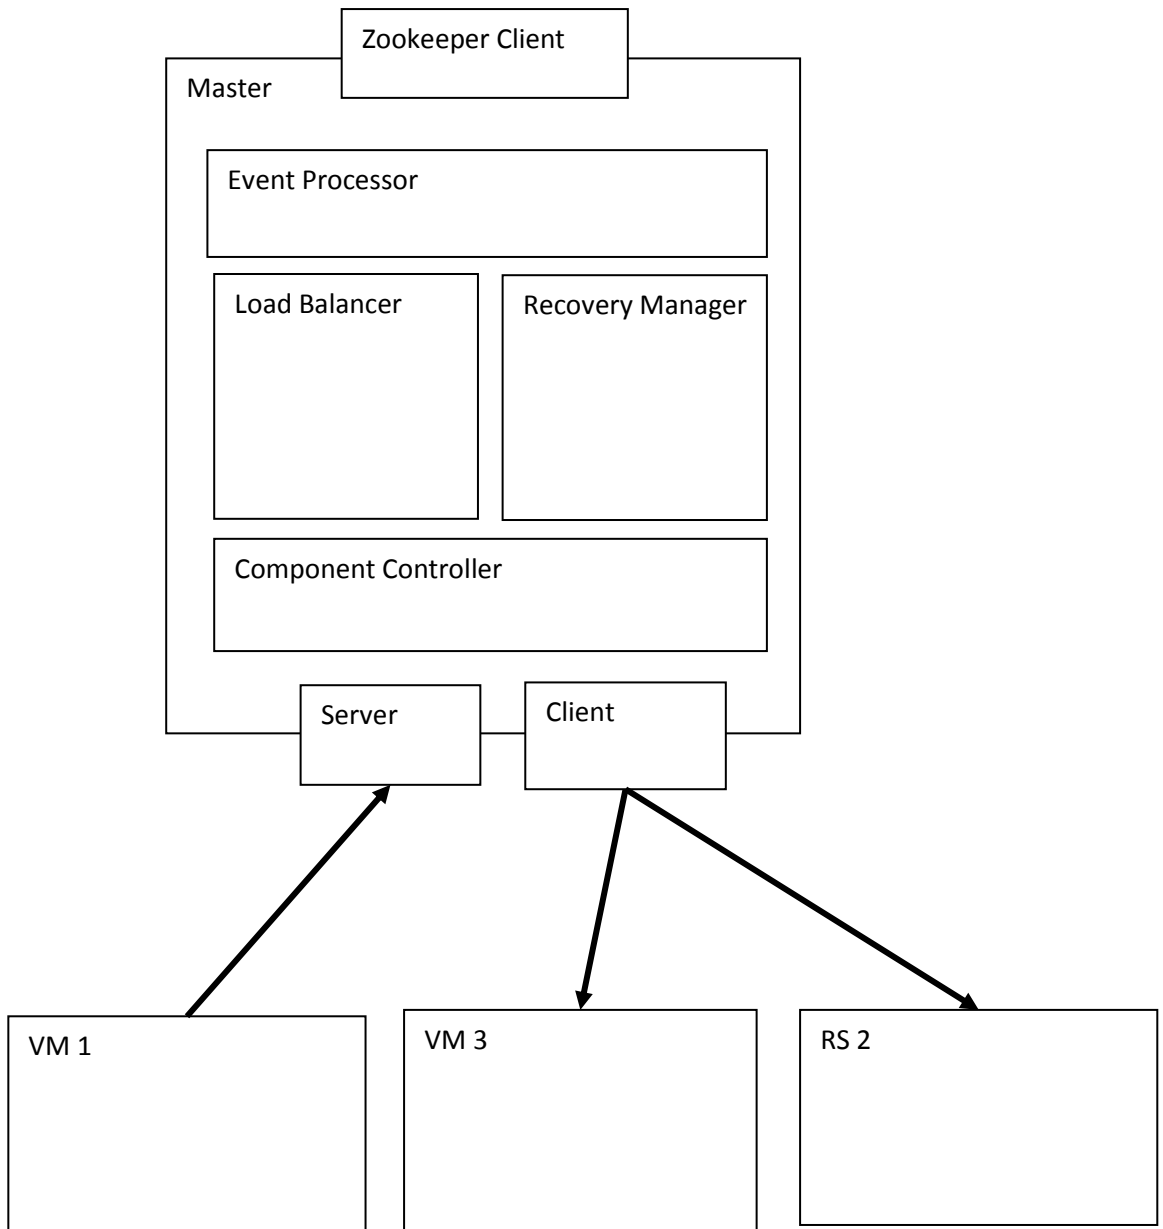 Zookeeper Client
Master
Event Processor
Load Balancer
Recovery Manager
Component Controller
Server
Client
VM 1
VM 3
RS 2